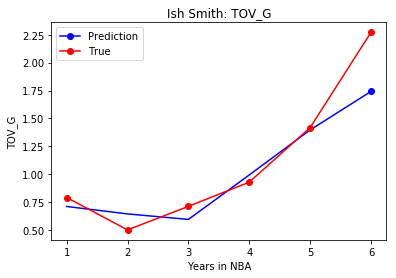 Ish Smith: TOV_G
Prediction
True
2.25
2.00
1.75
1.50
1.25
1.00
0.75
0.50
TOV_G
1 2 3 4 5 6
Years in NBA